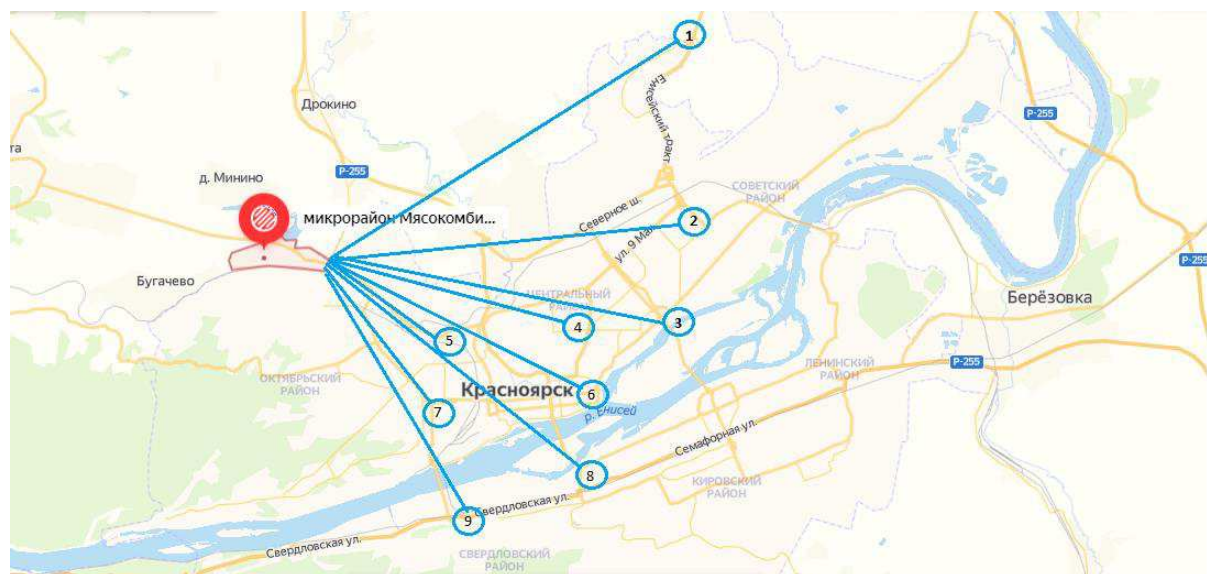 1
Енисейский тракт
Дрокино
Р-255
Р-255
та
д. Минино
СОВЕТСКИЙ
РАЙОН
микрорайон Мясокомби...
Северное ш.
2
ул. 9 Мая
Р-255
Бугачево
ЦЕНТРАЛЬНЫЙ
РАЙОН
Берёзовка
4
3
5
ОКТЯБРЬСКИЙ
РАЙОН
ЛЕНИНСКИЙ
РАЙОН
Р-255
Красноярск
6
7
р. Енисей
Семафорная ул.
8
КИРОВСКИЙ
РАЙОН
Свердловская ул.
9
Свердловская ул.
СВЕРДЛОВСКИЙ
РАЙОН